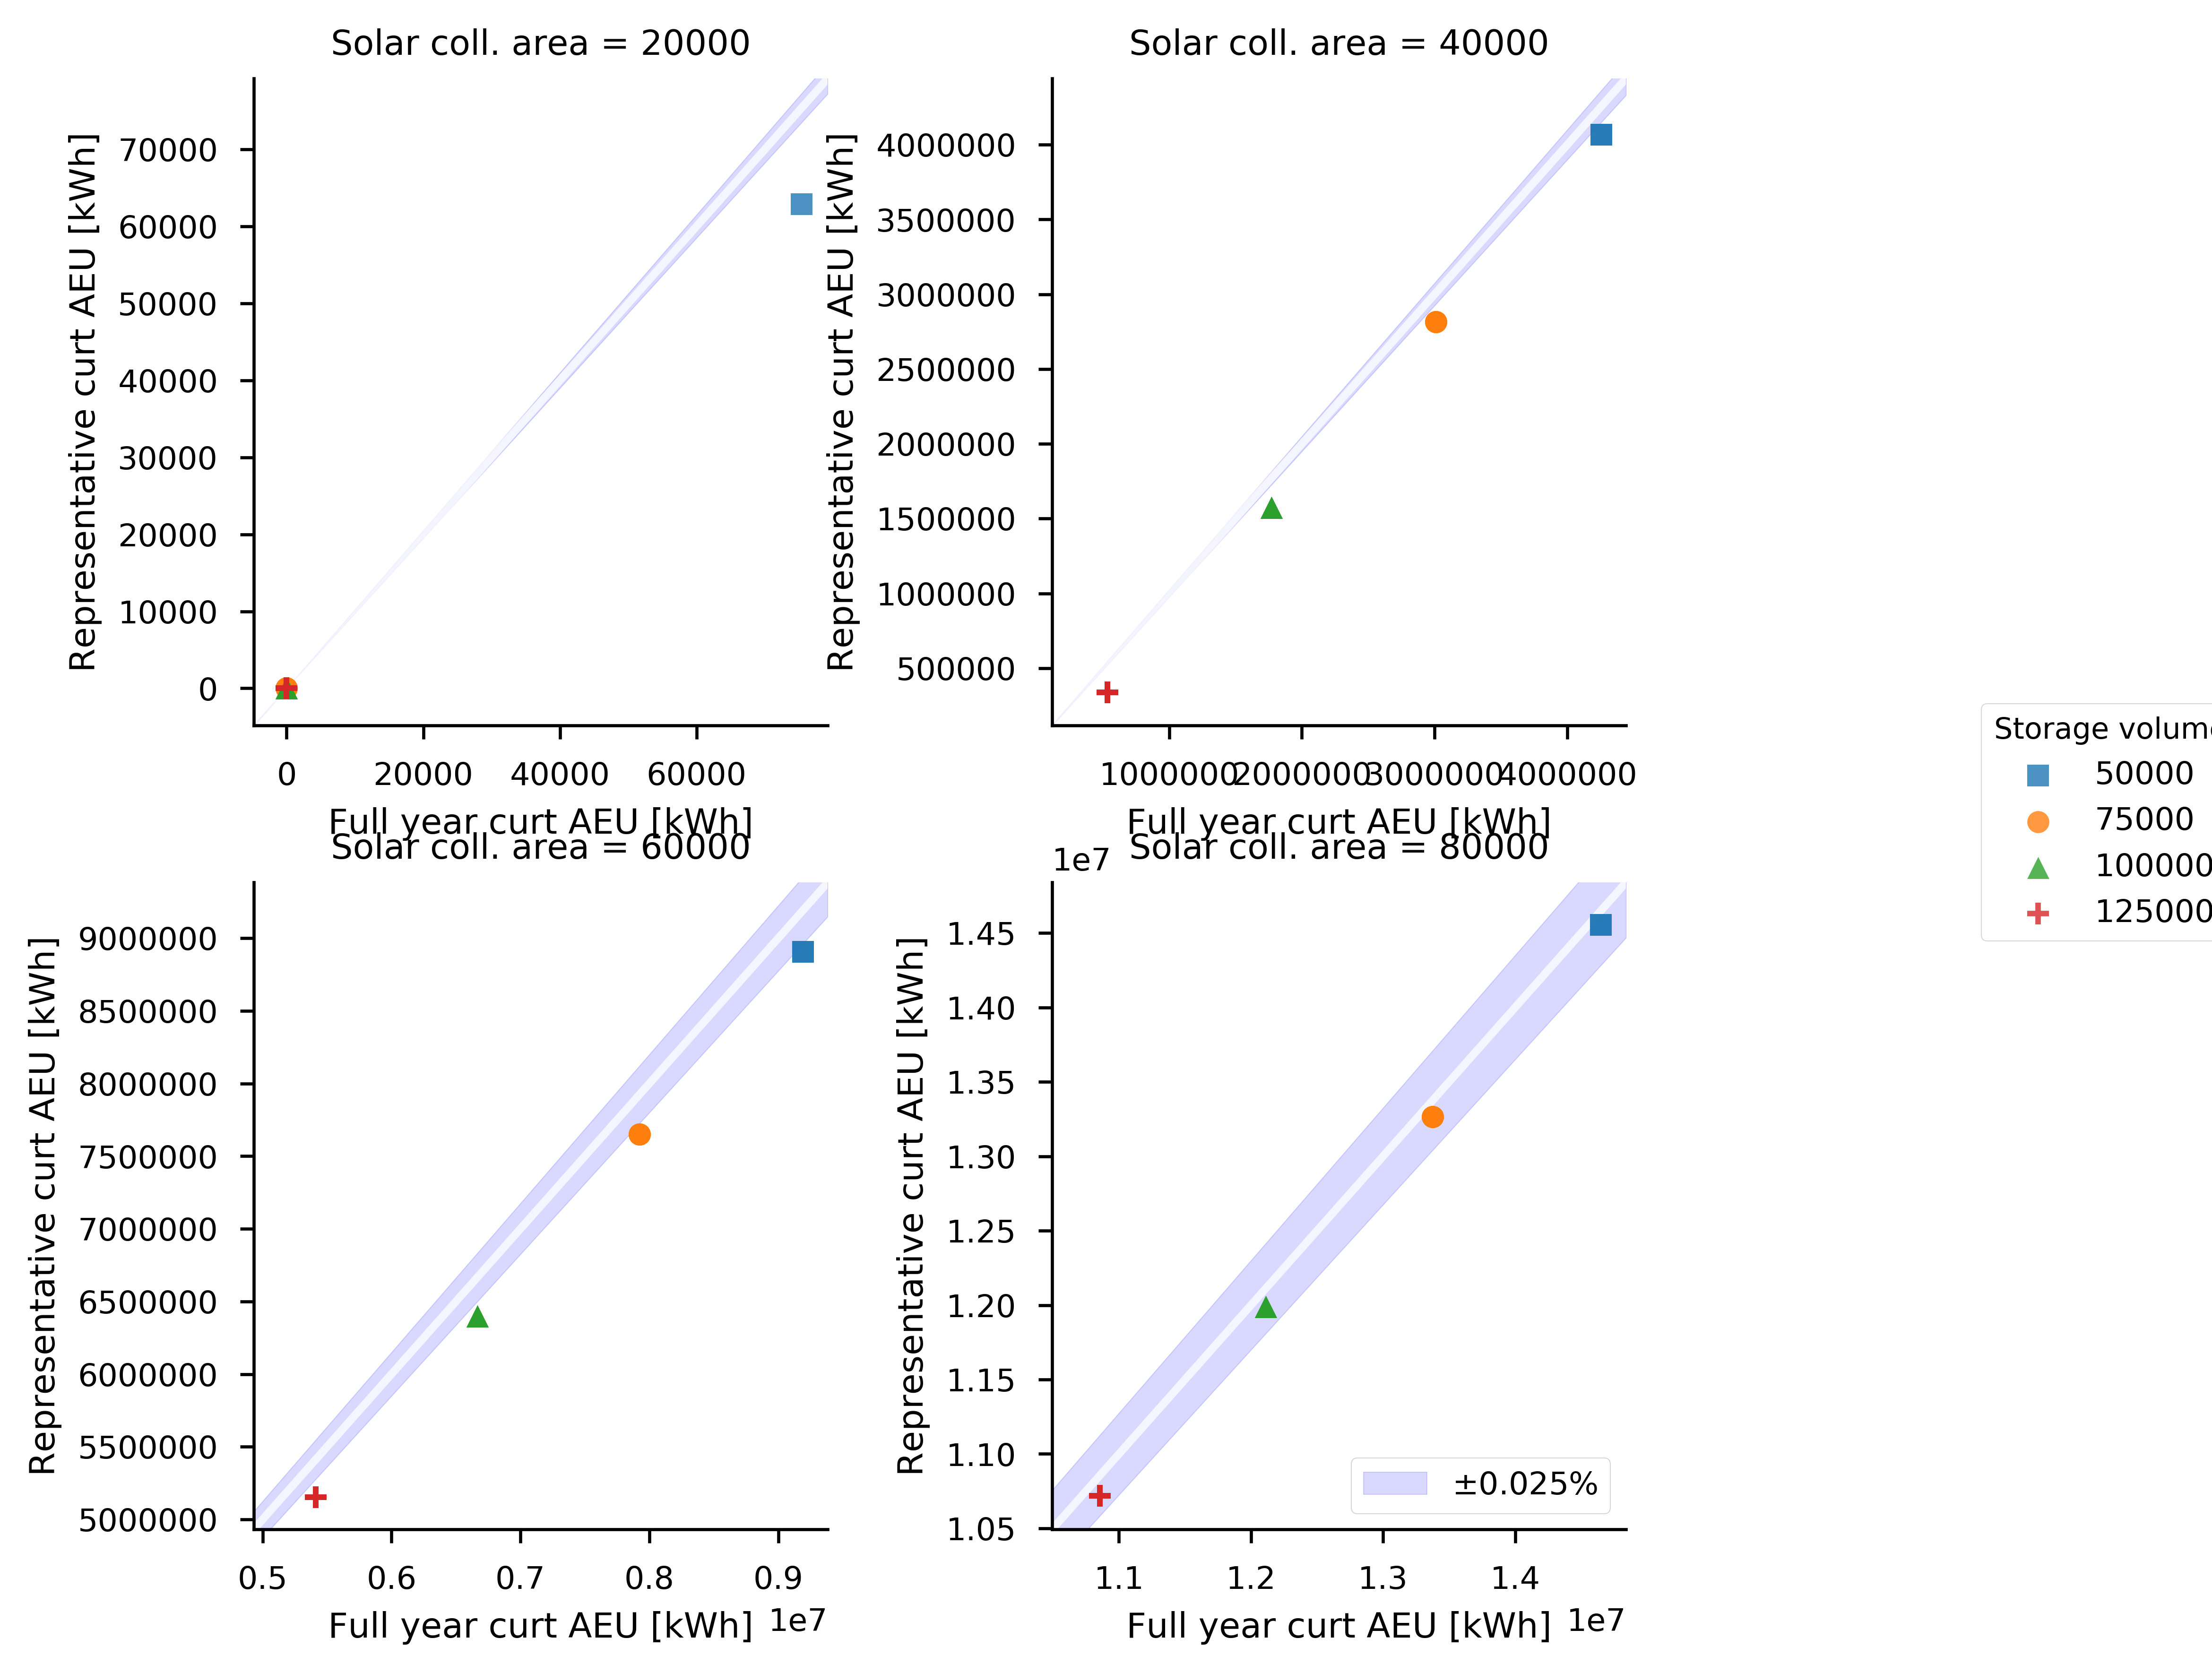 Solar coll. area = 20000
Representative curt AEU [kWh]
70000
60000
50000
40000
30000
20000
10000
0
0 20000 40000 60000
Full year curt AEU [kWh]
Solar coll. area = 40000
Representative curt AEU [kWh]
4000000
3500000
3000000
2500000
2000000
1500000
1000000
500000
1000000 2000000 3000000 4000000
Full year curt AEU [kWh]
Storage volume
50000
75000
100000
125000
Solar coll. area = 60000
Representative curt AEU [kWh]
9000000
8500000
8000000
7500000
7000000
6500000
6000000
5500000
5000000
0.5 0.6 0.7 0.8 0.9
1e7
Full year curt AEU [kWh]
Solar coll. area = 80000
1e7
Representative curt AEU [kWh]
1.45
1.40
1.35
1.30
1.25
1.20
1.15
1.10
1.05
±0.025%
1.1 1.2 1.3 1.4
1e7
Full year curt AEU [kWh]